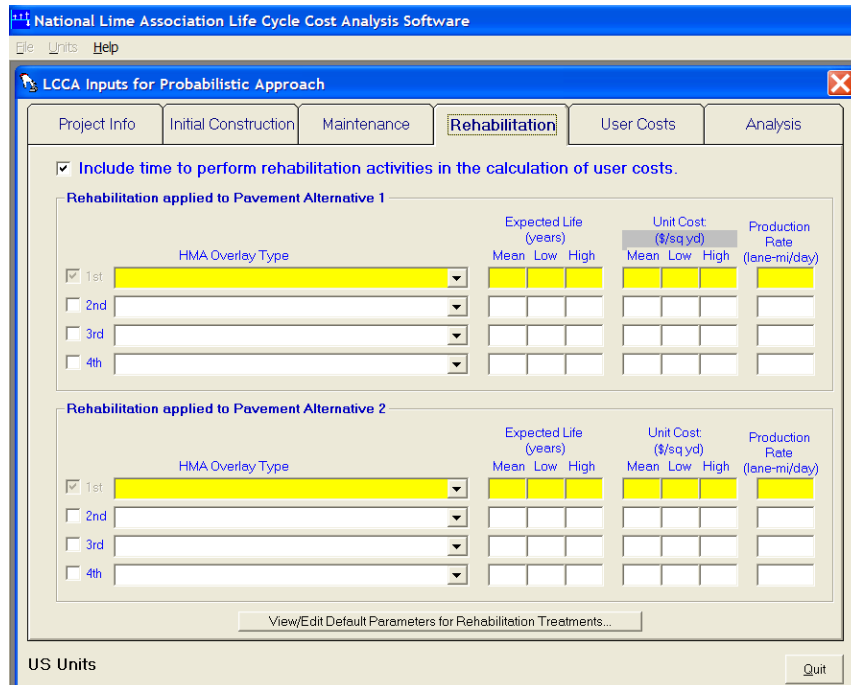 National Lime Association Life Cycle Cost Analysis Software
File Units Help
LCCA Inputs for Probabilistic Approach
Project Info Initial Construction Maintenance Rehabilitation User Costs Analysis
Include time to perform rehabilitation activities in the calculation of user costs.
Rehabilitation applied to Pavement Alternative 1
Expected Life Unit Cost: Production
(years) ($/sq yd) Rate
HMA Overlay Type Mean Low High Mean Low High (lane-mi/day)
1st
2nd
3rd
4th
Rehabilitation applied to Pavement Alternative 2
Expected Life Unit Cost: Production
(years) ($/sq yd) Rate
HMA Overlay Type Mean Low High Mean Low High (lane-mi/day)
1st
2nd
3rd
4th
View/Edit Default Parameters for Rehabilitation Treatments...
US Units Quit